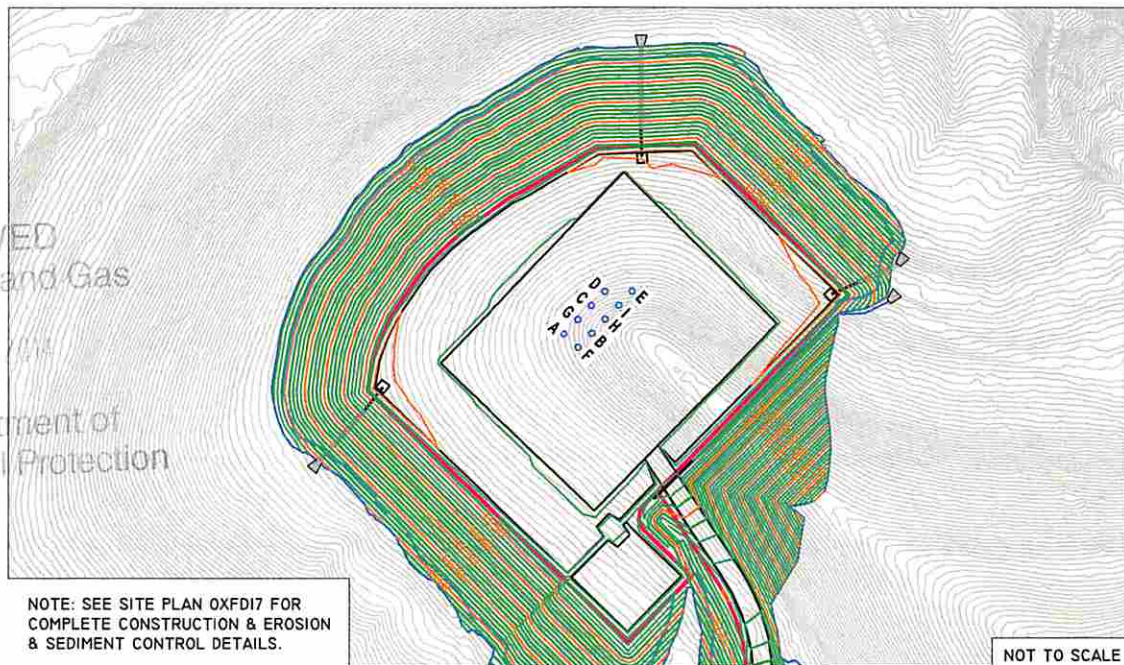 /ED
and Gas
tment of
l Protection
D
C
G
A
E
I
H
B
F
NOTE: SEE SITE PLAN OXFD17 FOR
COMPLETE CONSTRUCTION & EROSION
& SEDIMENT CONTROL DETAILS.
NOT TO SCALE